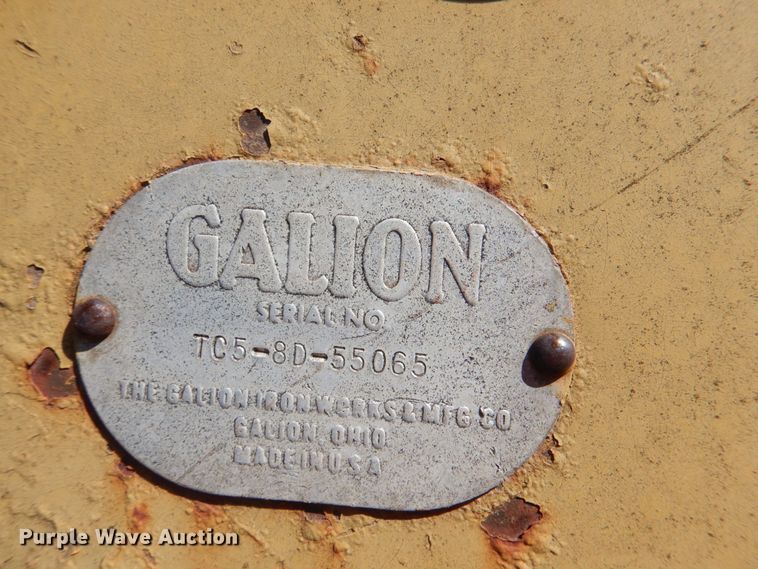 GALION
SERIAL NO
TC5-8D-55065
THE GALION IRON WORKS & MFG CO
GALION, OHIO
MADE IN U S A
Purple Wave Auction